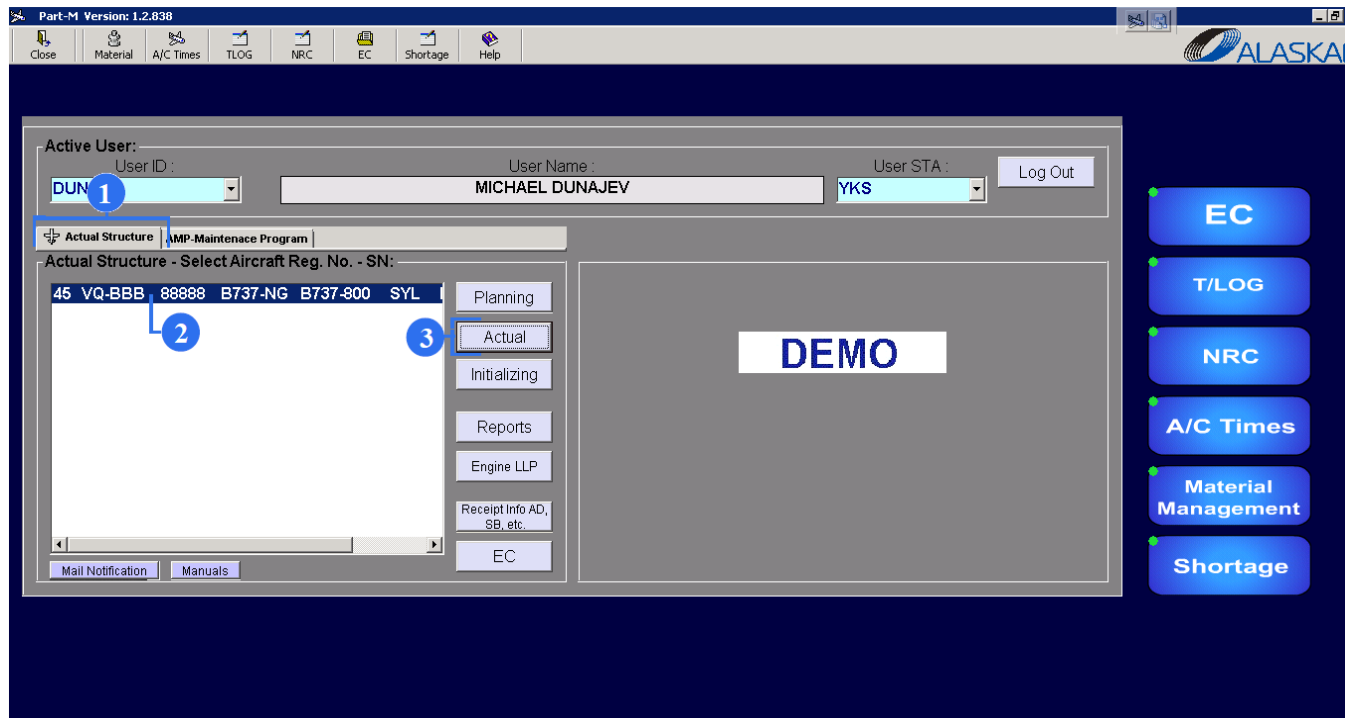 Part-M Version: 1.2.838
Close Material A/C Times TLOG NRC EC Shortage Help
ALASKA
Active User:
User ID : User Name : User STA :
DUN MICHAEL DUNAJEV YKS Log Out
1
Actual Structure AMP-Maintenace Program
Actual Structure - Select Aircraft Reg. No. - SN:
45 VQ-BBB 88888 B737-NG B737-800 SYL
2
3
Planning
Actual
Initializing
Reports
Engine LLP
Receipt Info AD,
SB, etc.
EC
Mail Notification Manuals
DEMO
EC
T/LOG
NRC
A/C Times
Material
Management
Shortage